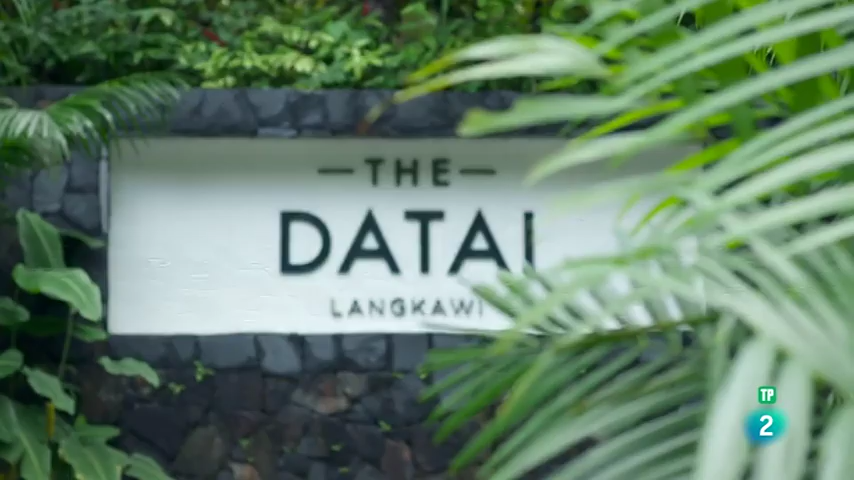 THE
DATAI
LANGKAWI
TP
2